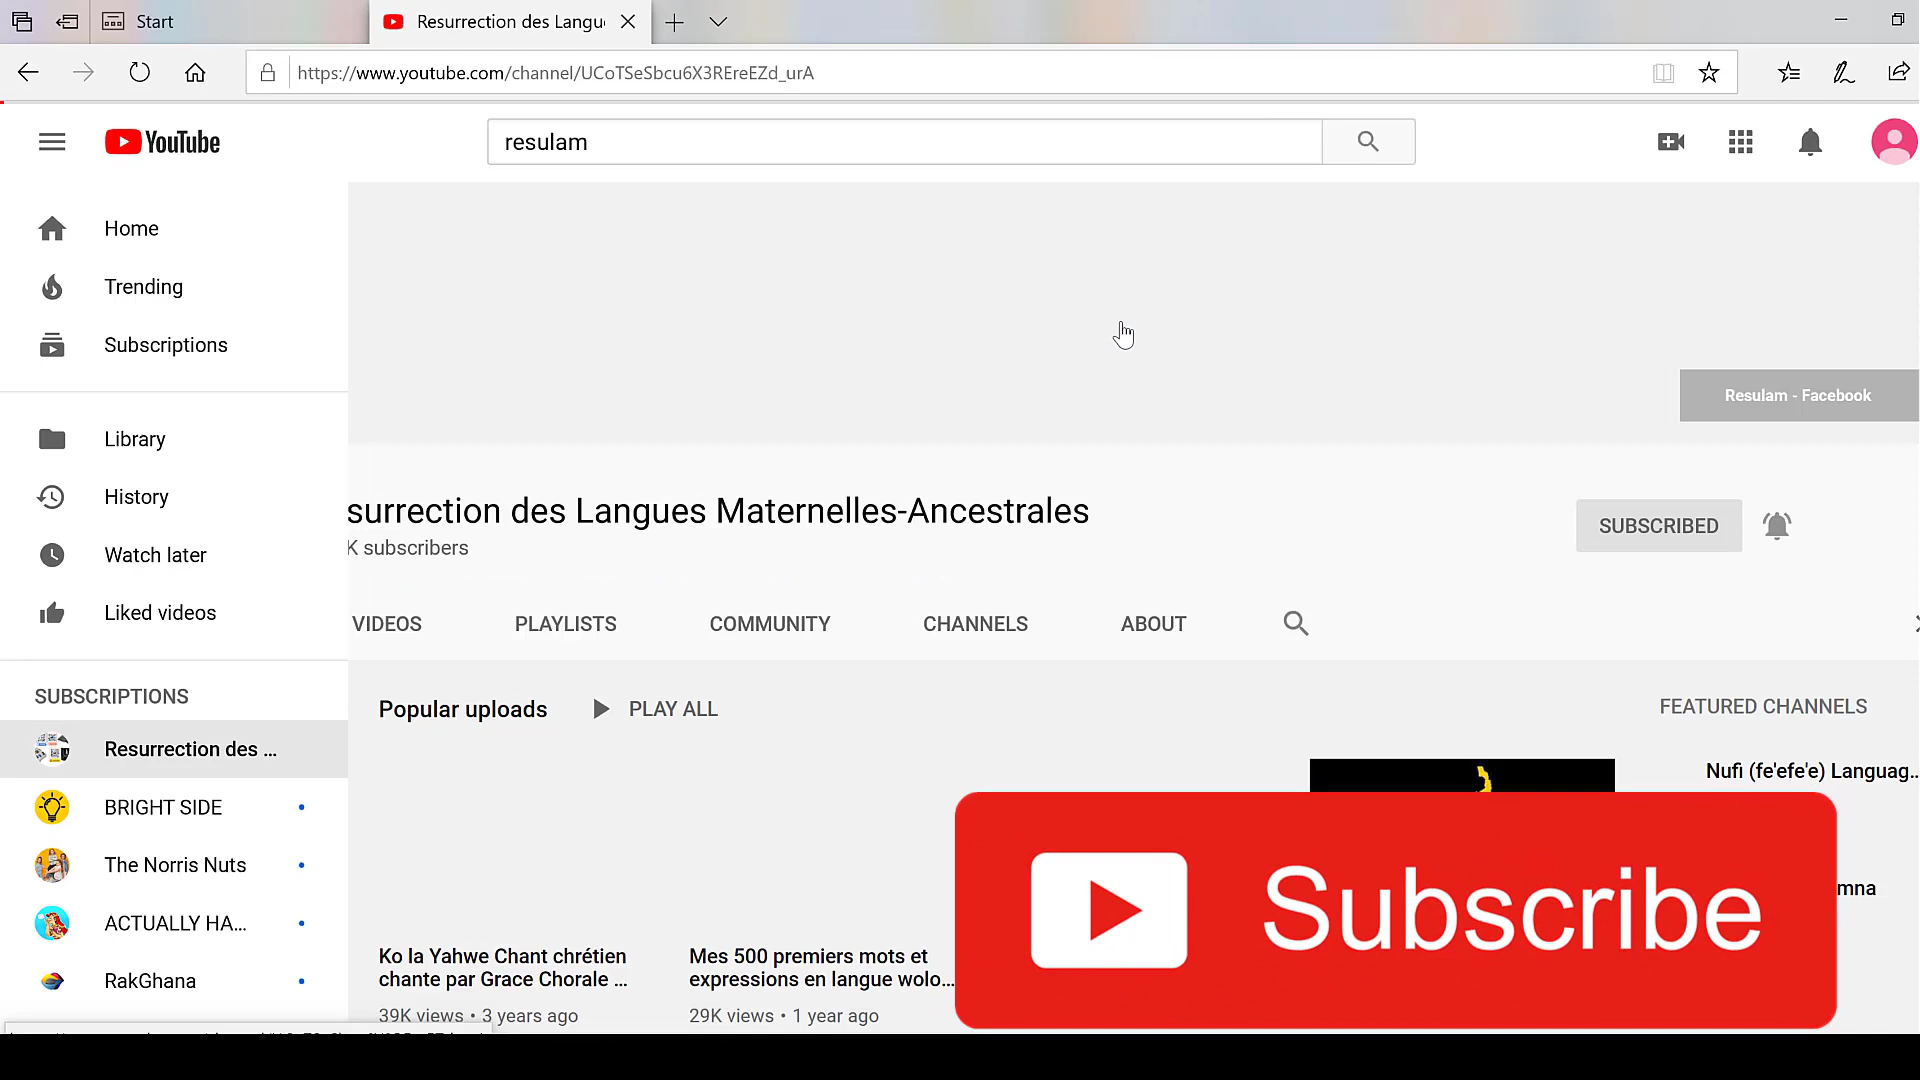 Start
Resurrection des Langu
https://www.youtube.com/channel/UCoTSeSbcu6X3REreEZd_urA
YouTube
resulam
Home
Trending
Subscriptions
Library
History
Watch later
Liked videos
SUBSCRIPTIONS
Resurrection des ...
BRIGHT SIDE
The Norris Nuts
ACTUALLY HA...
RakGhana
Resulam - Facebook
surrection des Langues Maternelles-Ancestrales
K subscribers
SUBSCRIBED
VIDEOS PLAYLISTS COMMUNITY CHANNELS ABOUT
Popular uploads PLAY ALL
FEATURED CHANNELS
Nufi (fe'efe'e) Languag...
mna
Ko la Yahwe Chant chrétien
chante par Grace Chorale ...
39K views • 3 years ago
Mes 500 premiers mots et
expressions en langue wolo...
29K views • 1 year ago
Subscribe